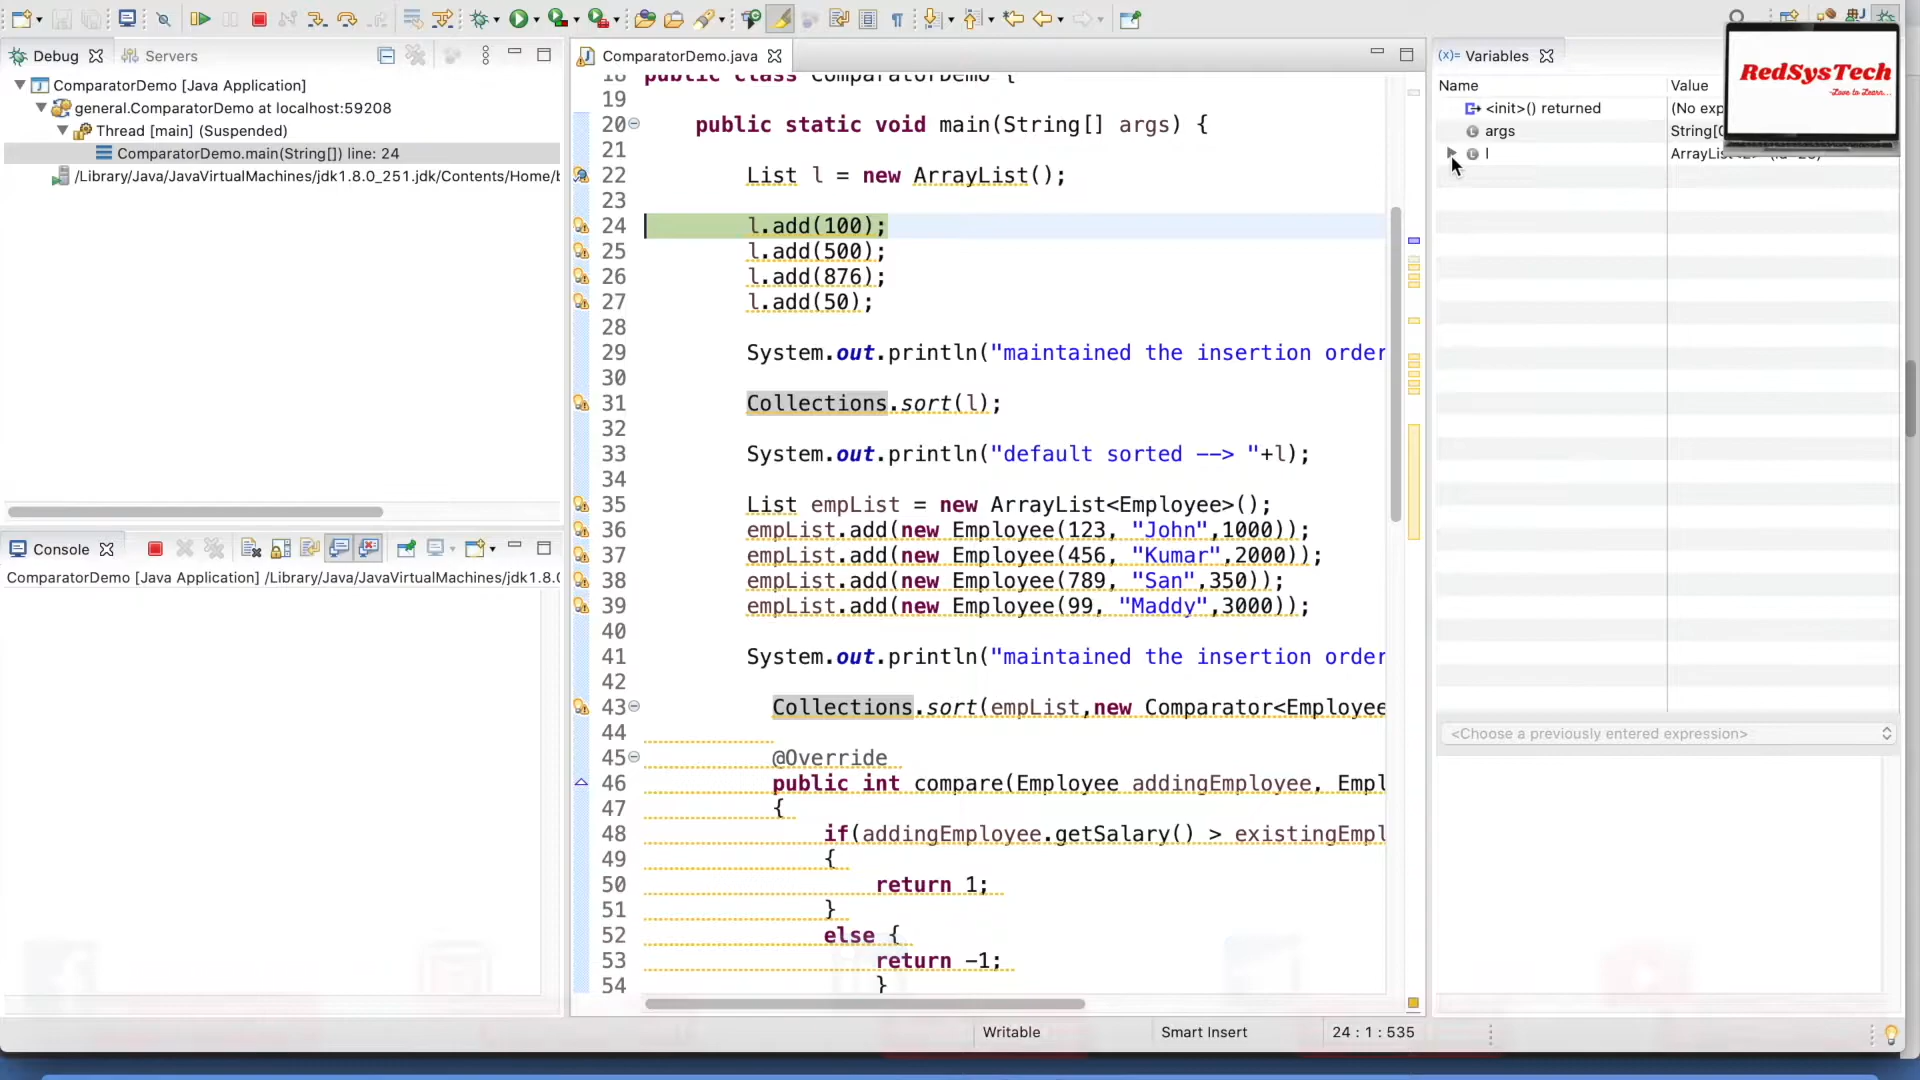 Debug
Servers
ComparatorDemo [Java Application]
general.ComparatorDemo at localhost:59208
Thread [main] (Suspended)
ComparatorDemo.main(String[]) line: 24
/Library/Java/JavaVirtualMachines/jdk1.8.0_251.jdk/Contents/Home/b
Console
ComparatorDemo [Java Application] /Library/Java/JavaVirtualMachines/jdk1.8.
ComparatorDemo.java
18 public class ComparatorDemo {
19
20 public static void main(String[] args) {
21
22 List l = new ArrayList();
23
24 l.add(100);
25 l.add(500);
26 l.add(876);
27 l.add(50);
28
29 System.out.println("maintained the insertion order
30
31 Collections.sort(l);
32
33 System.out.println("default sorted --> "+l);
34
35 List empList = new ArrayList<Employee>();
36 empList.add(new Employee(123, "John",1000));
37 empList.add(new Employee(456, "Kumar",2000));
38 empList.add(new Employee(789, "San",350));
39 empList.add(new Employee(99, "Maddy",3000));
40
41 System.out.println("maintained the insertion order
42
43 Collections.sort(empList,new Comparator<Employee
44
45 @Override
46 public int compare(Employee addingEmployee, Empl
47 {
48 if(addingEmployee.getSalary() > existingEmpl
49 {
50 return 1;
51 }
52 else {
53 return -1;
54 }
Writable
Smart Insert
24 : 1 : 535
(x)= Variables
Name Value
<init>() returned (No exp
args String[
l
<Choose a previously entered expression>
RedSysTech
-Love to Learn...